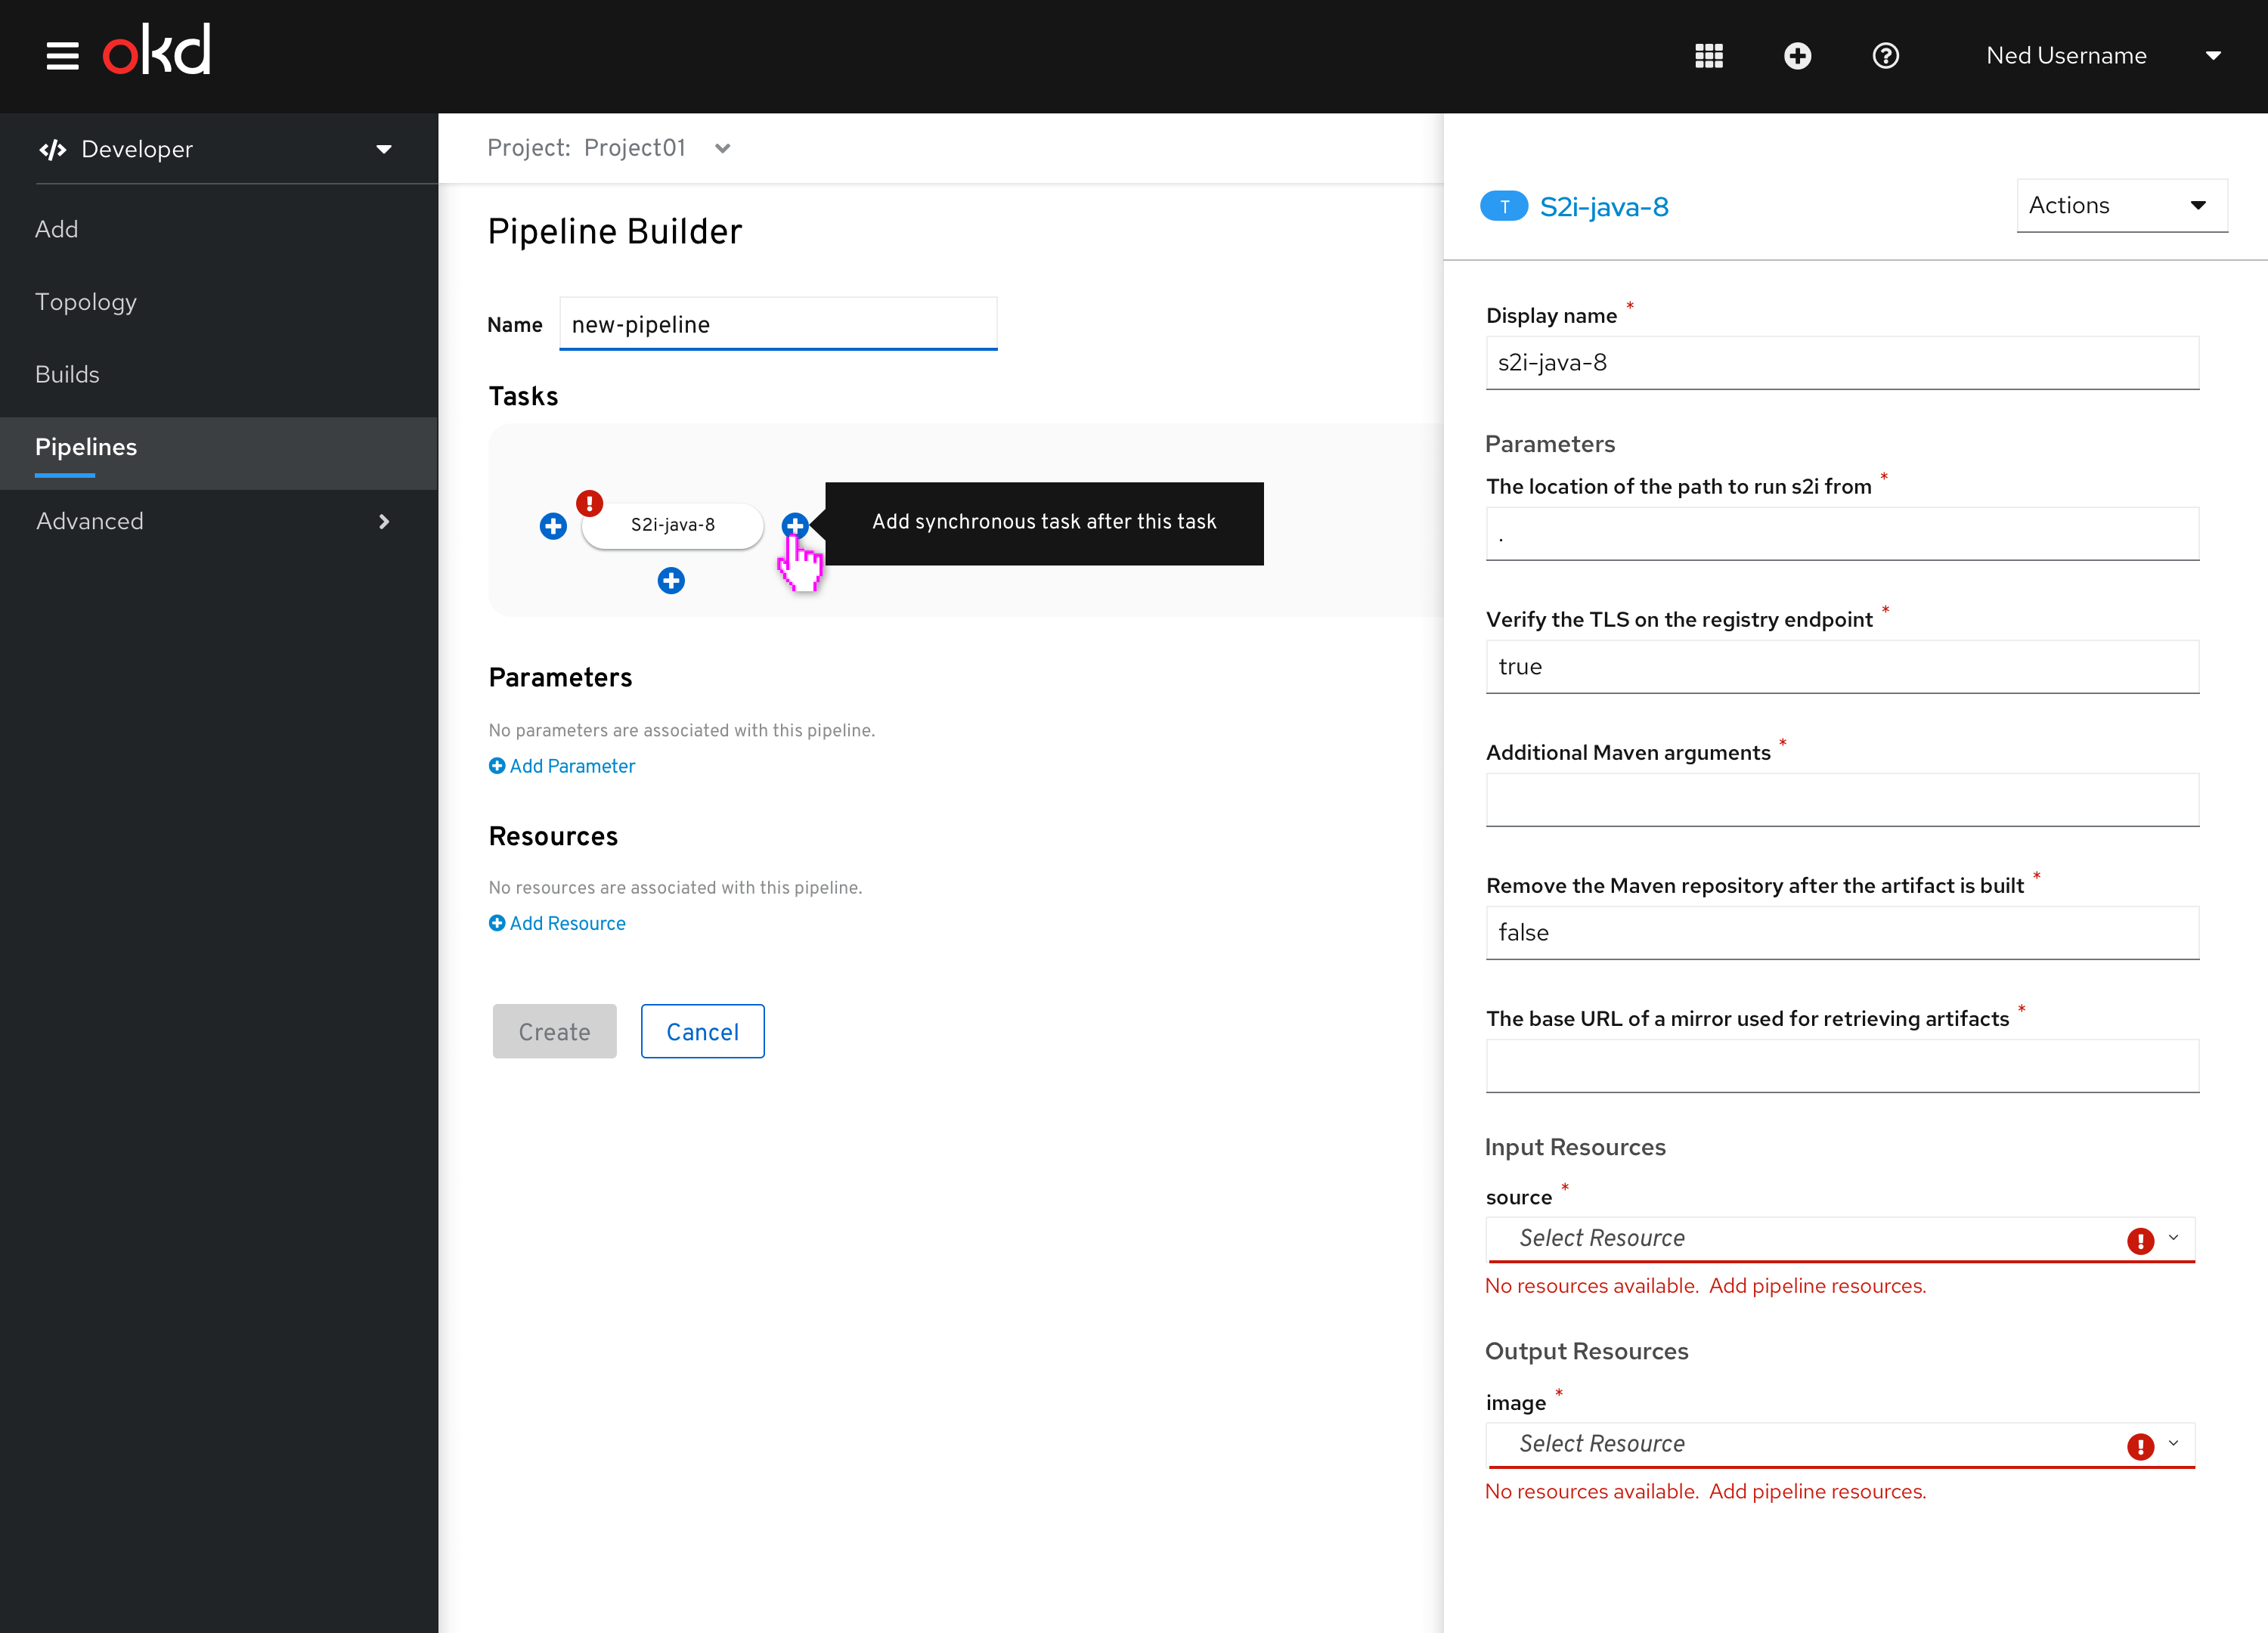 okd
Ned Username
Developer
Add
Topology
Builds
Pipelines
Advanced
Project: Project01
Pipeline Builder
Name new-pipeline
Tasks
S2i-java-8
Add synchronous task after this task
Parameters
No parameters are associated with this pipeline.
Add Parameter
Resources
No resources are associated with this pipeline.
Add Resource
Create Cancel
T S2i-java-8
Actions
Display name *
s2i-java-8
Parameters
The location of the path to run s2i from *
.
Verify the TLS on the registry endpoint *
true
Additional Maven arguments *
Remove the Maven repository after the artifact is built *
false
The base URL of a mirror used for retrieving artifacts *
Input Resources
source *
Select Resource
No resources available. Add pipeline resources.
Output Resources
image *
Select Resource
No resources available. Add pipeline resources.